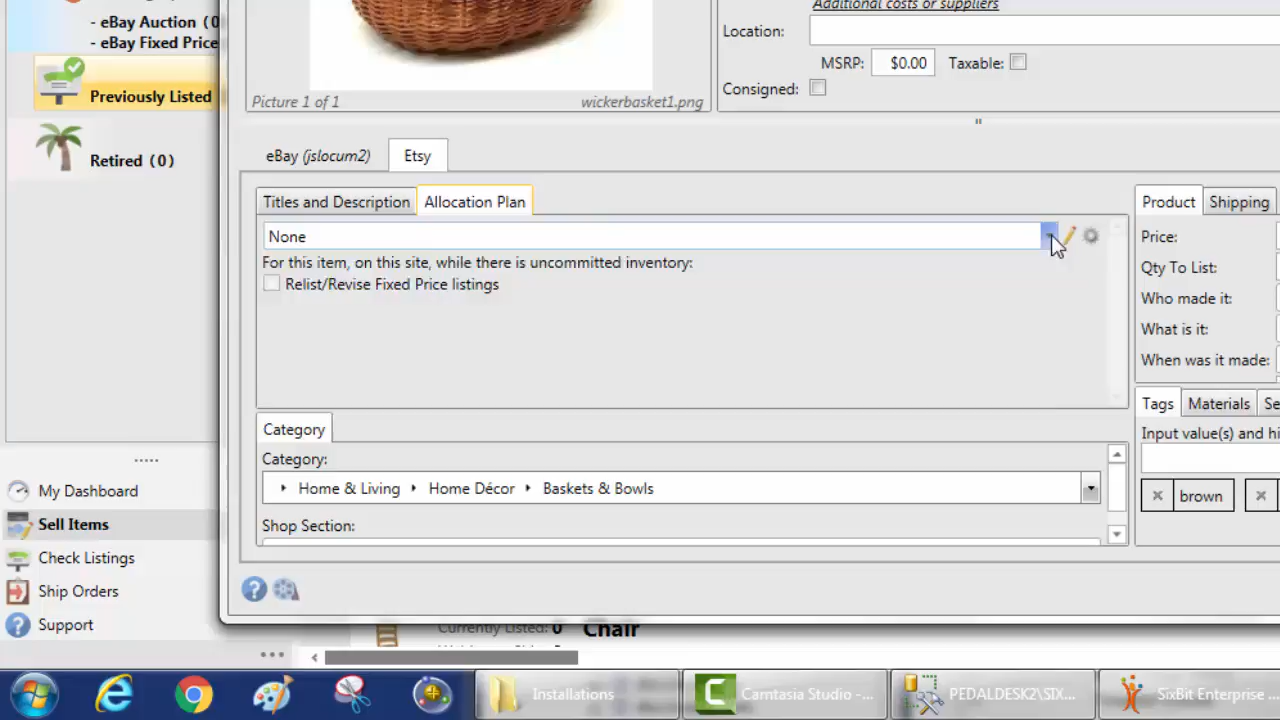 - eBay Auction (0
- eBay Fixed Price
Previously Listed
Retired (0)
My Dashboard
Sell Items
Check Listings
Ship Orders
Support
Picture 1 of 1
wickerbasket1.png
Additional costs or suppliers
Location:
MSRP: $0.00 Taxable:
Consigned:
eBay (jslocum2) Etsy
Titles and Description Allocation Plan
None
For this item, on this site, while there is uncommitted inventory:
Relist/Revise Fixed Price listings
Category
Category:
Home & Living Home Décor Baskets & Bowls
Shop Section:
Product Shipping
Price:
Qty To List:
Who made it:
What is it:
When was it made:
Tags Materials Se
Input value(s) and hi
brown
Currently Listed: 0 Chair
Installations
Camtasia Studio -...
PEDALDESK2\SIX...
SixBit Enterprise ...